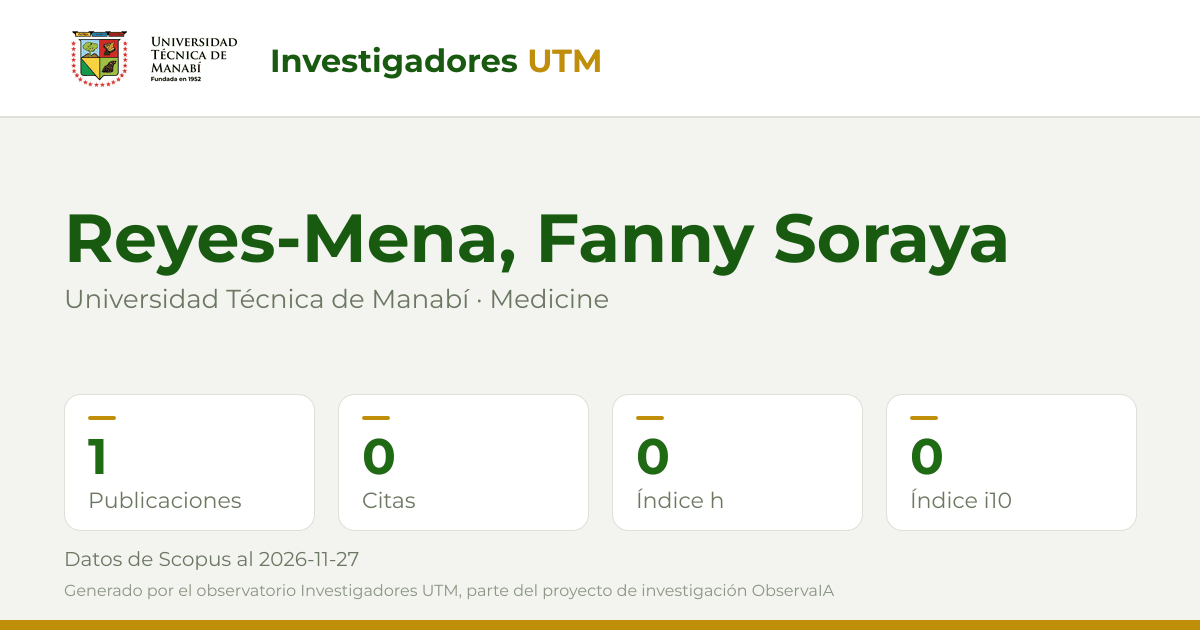 UNIVERSIDAD
TÉCNICA DE
MANABÍ
Fundada en 1952
Investigadores UTM
Reyes-Mena, Fanny Soraya
Universidad Técnica de Manabí · Medicine
1
Publicaciones
0
Citas
0
Índice h
0
Índice i10
Datos de Scopus al 2026-11-27
Generado por el observatorio Investigadores UTM, parte del proyecto de investigación ObservaIA